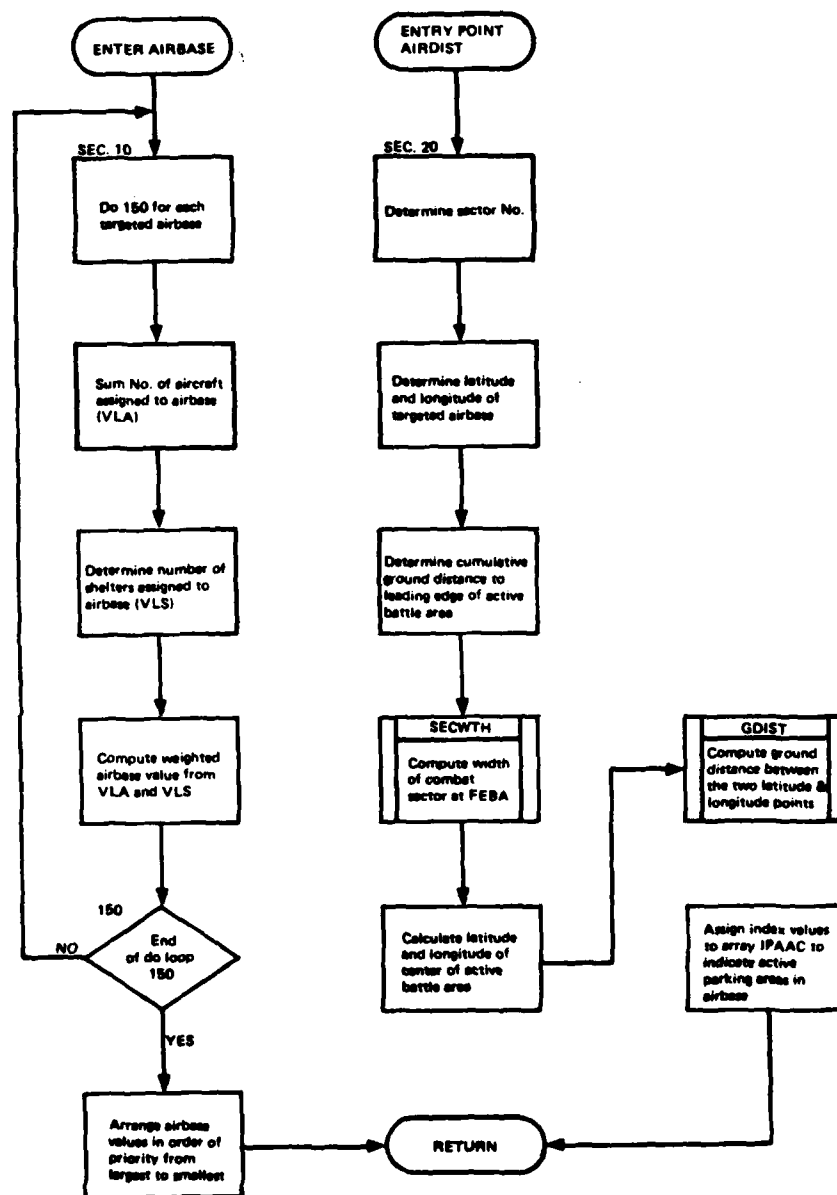 ENTER AIRBASE
SEC. 10
Do 150 for each
targeted airbase
Sum No. of aircraft
assigned to airbase
(VLA)
Determine number of
shelters assigned to
airbase (VLS)
Compute weighted
airbase value from
VLA and VLS
150
End
of do loop
150
NO
YES
Arrange airbase
values in order of
priority from
largest to smallest
ENTRY POINT
AIRDIST
SEC. 20
Determine sector No.
Determine latitude
and longitude of
targeted airbase
Determine cumulative
ground distance to
leading edge of active
battle area
SECWTH
Compute width
of combat
sector at FEBA
Calculate latitude
and longitude of
center of active
battle area
GDIST
Compute ground
distance between
the two latitude &
longitude points
Assign index values
to array IPAAC to
indicate active
parking areas in
airbase
RETURN